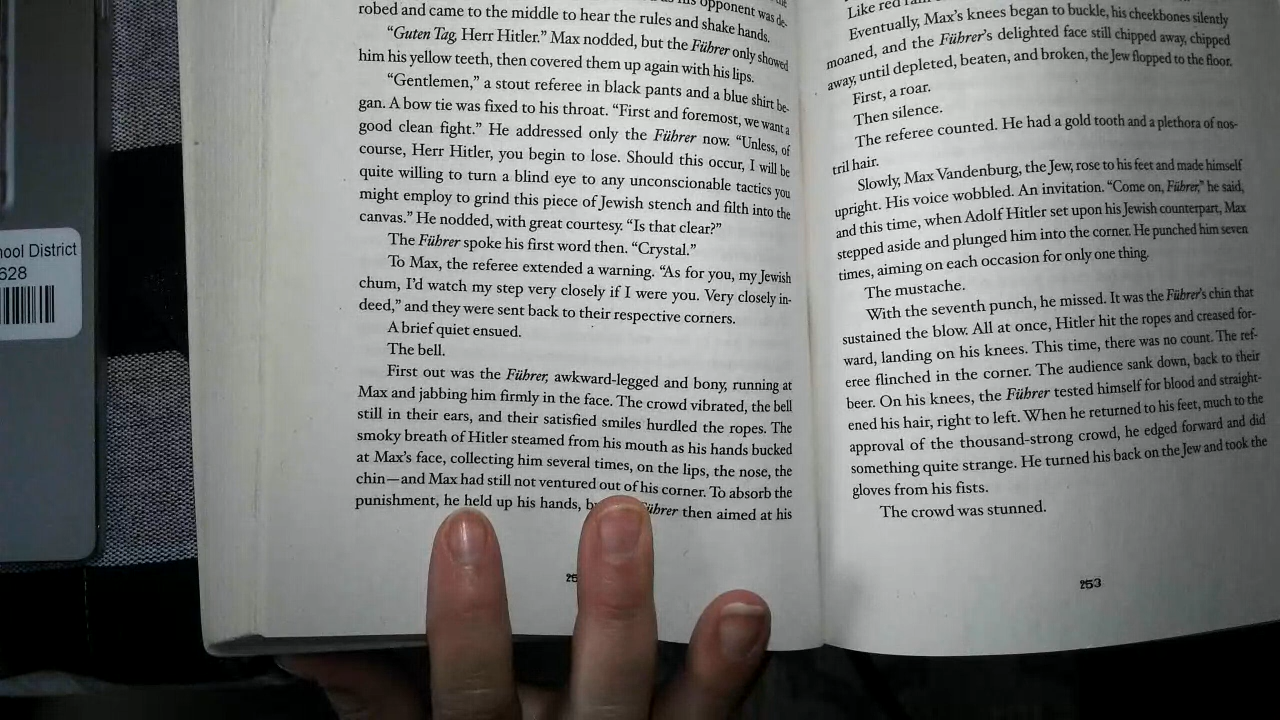 hool District
628
as his opponent was de-
robed and came to the middle to hear the rules and shake hands.
“Guten Tag, Herr Hitler.” Max nodded, but the Führer only showed
him his yellow teeth, then covered them up again with his lips.
“Gentlemen,” a stout referee in black pants and a blue shirt be-
gan. A bow tie was fixed to his throat. “First and foremost, we want a
good clean fight.” He addressed only the Führer now. “Unless, of
course, Herr Hitler, you begin to lose. Should this occur, I will be
quite willing to turn a blind eye to any unconscionable tactics you
might employ to grind this piece of Jewish stench and filth into the
canvas.” He nodded, with great courtesy. “Is that clear?”
The Führer spoke his first word then. “Crystal.”
To Max, the referee extended a warning. “As for you, my Jewish
chum, I’d watch my step very closely if I were you. Very closely in-
deed,” and they were sent back to their respective corners.
A brief quiet ensued.
The bell.
First out was the Führer, awkward-legged and bony, running at
Max and jabbing him firmly in the face. The crowd vibrated, the bell
still in their ears, and their satisfied smiles hurdled the ropes. The
smoky breath of Hitler steamed from his mouth as his hands bucked
at Max’s face, collecting him several times, on the lips, the nose, the
chin—and Max had still not ventured out of his corner. To absorb the
punishment, he held up his hands, Führer then aimed at his
Like red
Eventually, Max’s knees began to buckle, his cheekbones silently
moaned, and the Führer’s delighted face still chipped away, chipped
away, until depleted, beaten, and broken, the Jew flopped to the floor.
First, a roar.
Then silence.
The referee counted. He had a gold tooth and a plethora of nos-
tril hair.
Slowly, Max Vandenburg, the Jew, rose to his feet and made himself
upright. His voice wobbled. An invitation. “Come on, Führer,” he said,
and this time, when Adolf Hitler set upon his Jewish counterpart, Max
stepped aside and plunged him into the corner. He punched him seven
times, aiming on each occasion for only one thing.
The mustache.
With the seventh punch, he missed. It was the Führer’s chin that
sustained the blow. All at once, Hitler hit the ropes and creased for-
ward, landing on his knees. This time, there was no count. The ref-
eree flinched in the corner. The audience sank down, back to their
beer. On his knees, the Führer tested himself for blood and straight-
ened his hair, right to left. When he returned to his feet, much to the
approval of the thousand-strong crowd, he edged forward and did
something quite strange. He turned his back on the Jew and took the
gloves from his fists.
The crowd was stunned.
253